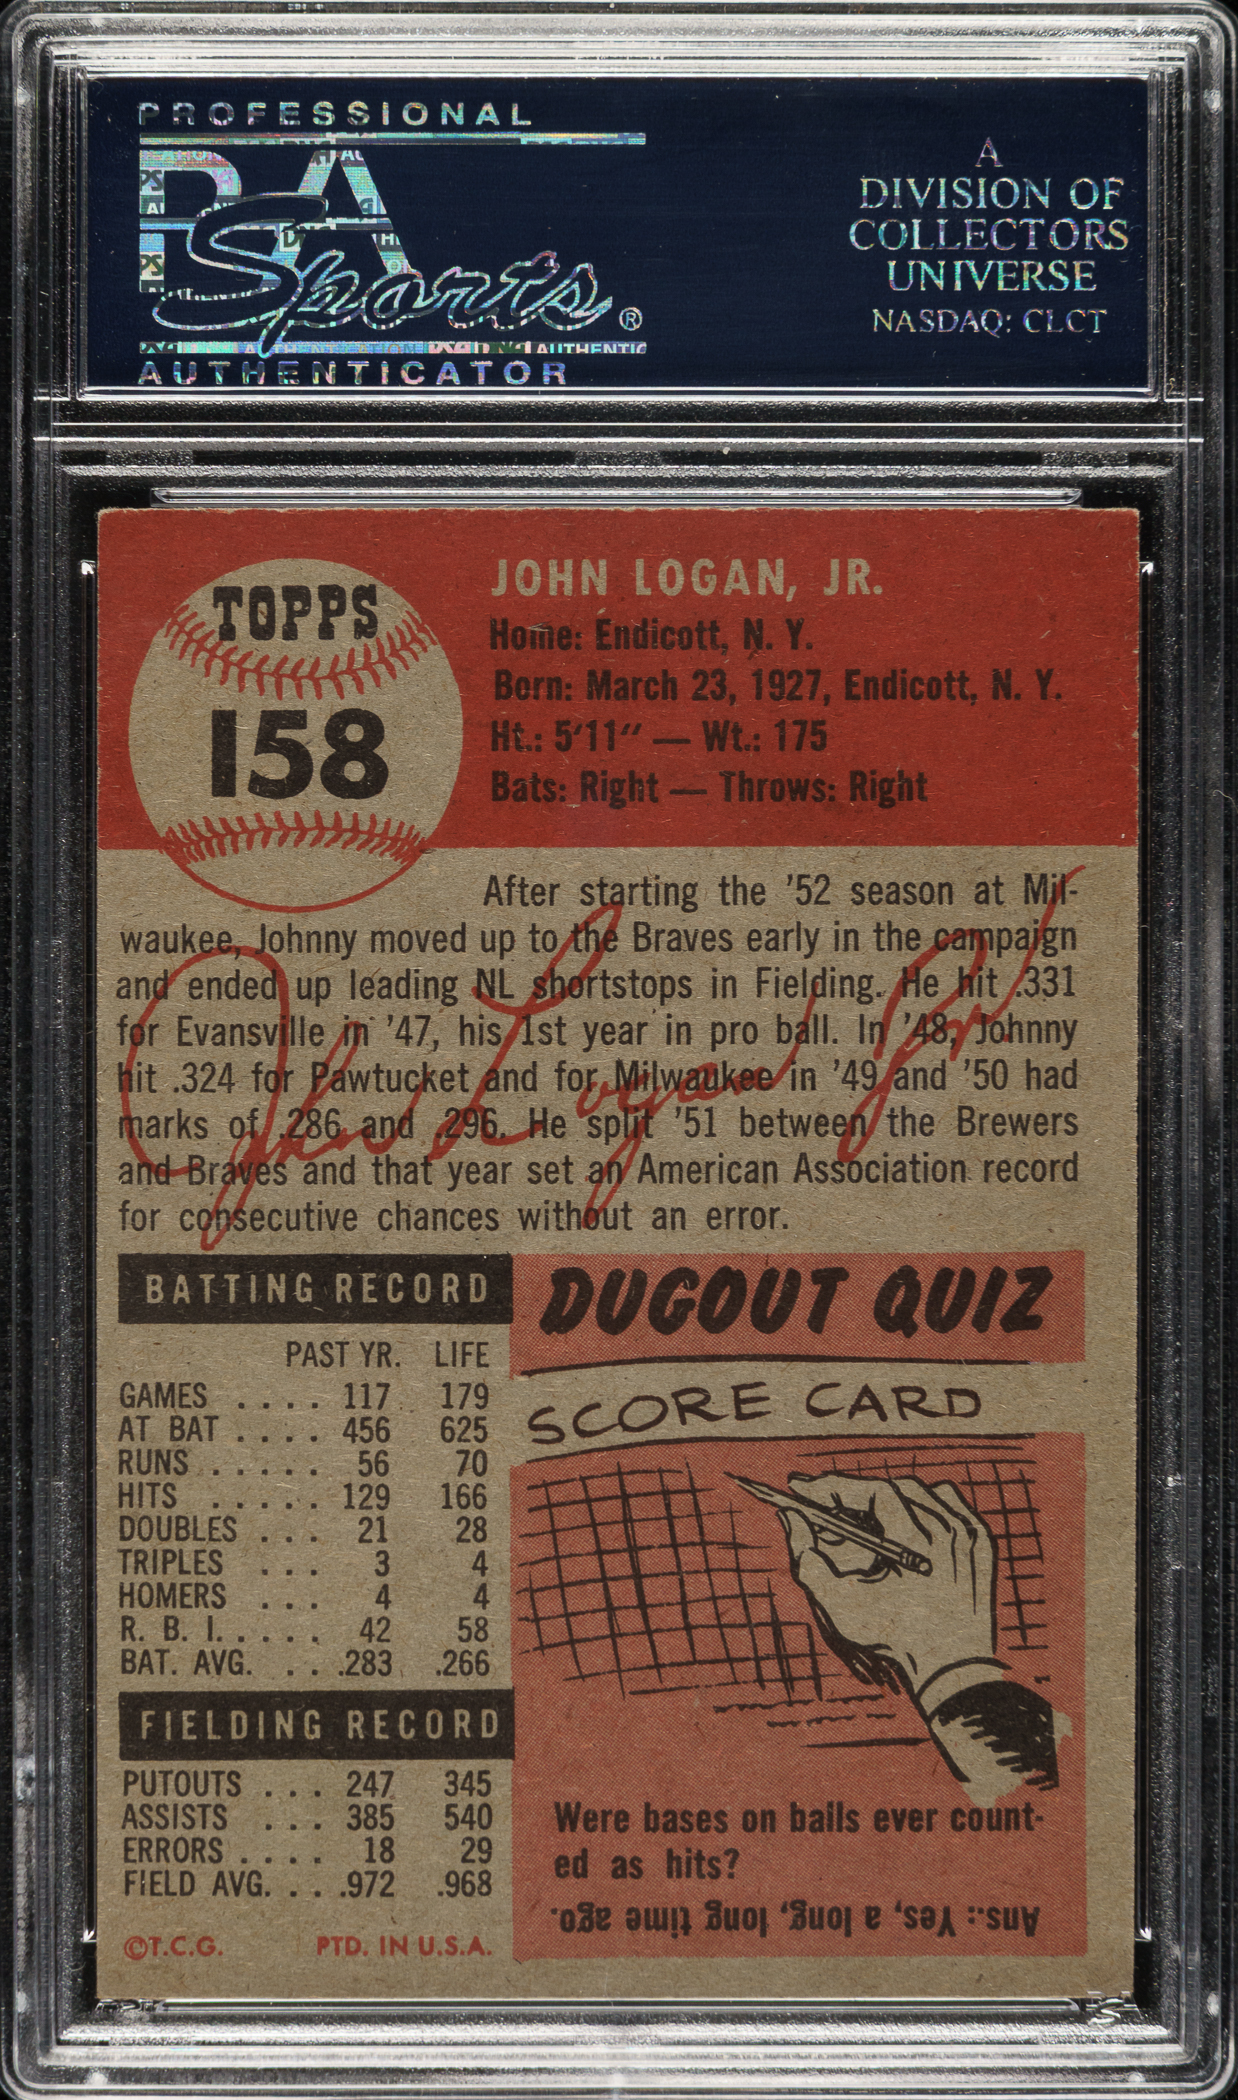 PROFESSIONAL
PSA
Sports®
AUTHENTICATOR
A
DIVISION OF
COLLECTORS
UNIVERSE
NASDAQ: CLCT
TOPPS
158
JOHN LOGAN, JR.
Home: Endicott, N. Y.
Born: March 23, 1927, Endicott, N. Y.
Ht.: 5'11" — Wt.: 175
Bats: Right — Throws: Right
After starting the '52 season at Mil-
waukee, Johnny moved up to the Braves early in the campaign
and ended up leading NL shortstops in Fielding. He hit .331
for Evansville in '47, his 1st year in pro ball. In '48, Johnny
hit .324 for Pawtucket and for Milwaukee in '49 and '50 had
marks of .286 and .296. He split '51 between the Brewers
and Braves and that year set an American Association record
for consecutive chances without an error.
John Logan Jr
BATTING RECORD
PAST YR. LIFE
GAMES . . . . 117 179
AT BAT . . . . 456 625
RUNS . . . . . 56 70
HITS . . . . . 129 166
DOUBLES . . . 21 28
TRIPLES . . . 3 4
HOMERS . . . 4 4
R. B. I. . . . . 42 58
BAT. AVG. . . . .283 .266
FIELDING RECORD
PUTOUTS . . . 247 345
ASSISTS . . . 385 540
ERRORS . . . . 18 29
FIELD AVG. . . . .972 .968
©T.C.G. PTD. IN U.S.A.
DUGOUT QUIZ
SCORE CARD
Were bases on balls ever count-
ed as hits?
Ans.: Yes, a long, long time ago.